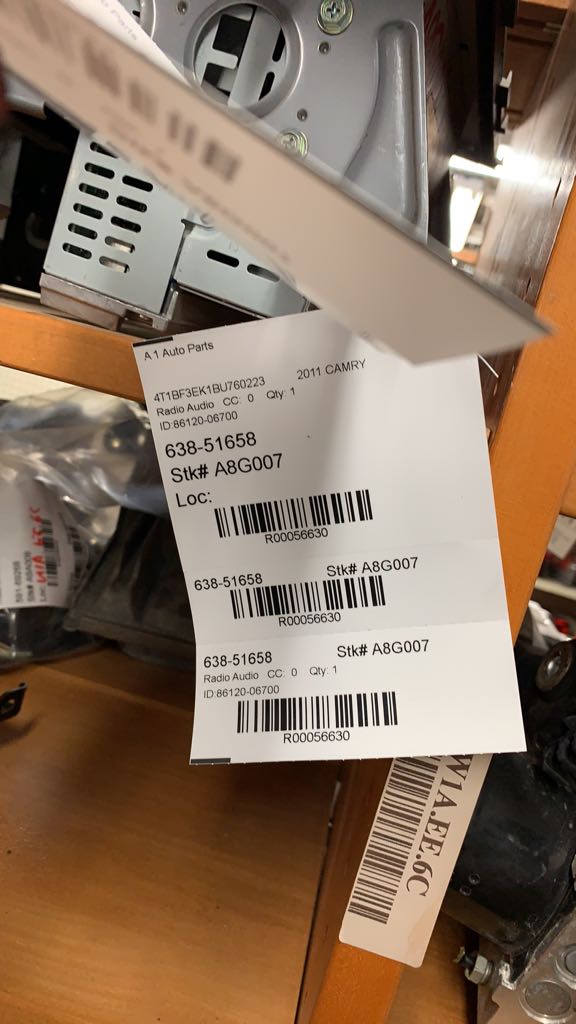 A 1 Auto Parts
4T1BF3EK1BU760223 2011 CAMRY
Radio Audio CC: 0 Qty: 1
ID:86120-06700
638-51658
Stk# A8G007
Loc:
R00056630
638-51658 Stk# A8G007
R00056630
638-51658 Stk# A8G007
Radio Audio CC: 0 Qty: 1
ID:86120-06700
R00056630
W1A.EE.6C